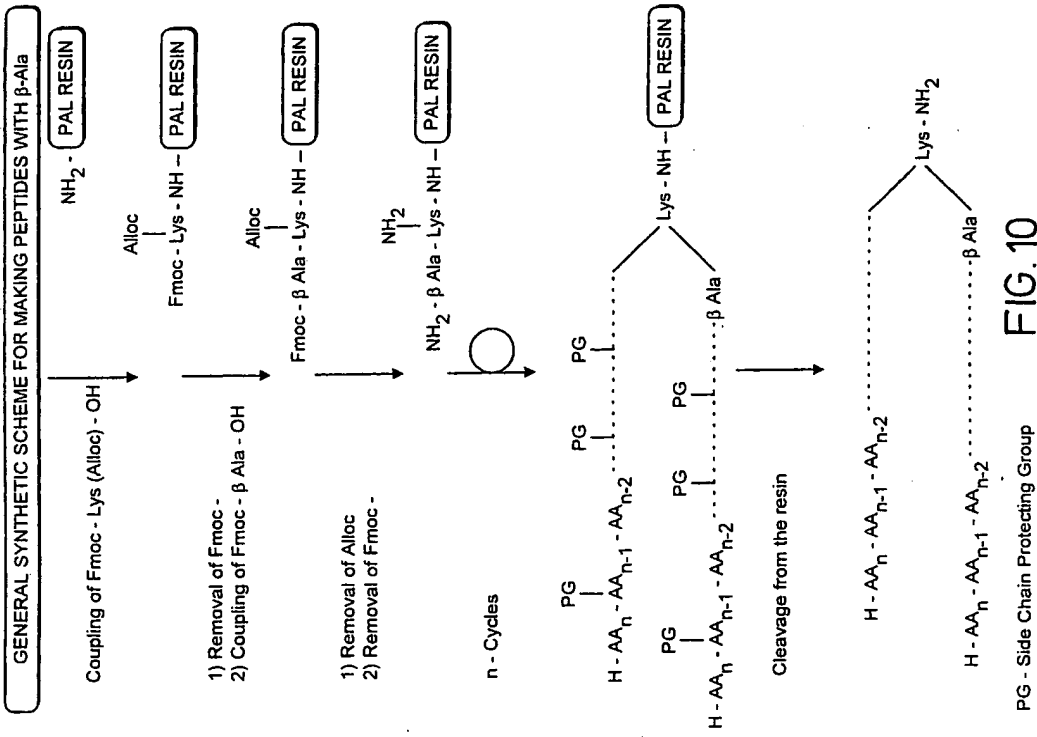 GENERAL SYNTHETIC SCHEME FOR MAKING PEPTIDES WITH β-Ala
NH2 - PAL RESIN
Coupling of Fmoc - Lys (Alloc) - OH
Alloc
Fmoc - Lys - NH – PAL RESIN
1) Removal of Fmoc -
2) Coupling of Fmoc - β Ala - OH
Alloc
Fmoc - β Ala - Lys - NH – PAL RESIN
1) Removal of Alloc
2) Removal of Fmoc -
NH2
NH2 - β Ala - Lys - NH – PAL RESIN
n - Cycles
PG PG PG
H - AAn - AAn-1 - AAn-2
Lys - NH – PAL RESIN
PG PG PG
H - AAn - AAn-1 - AAn-2 β Ala
Cleavage from the resin
H - AAn - AAn-1 - AAn-2
Lys - NH2
H - AAn - AAn-1 - AAn-2 β Ala
PG - Side Chain Protecting Group
FIG. 10